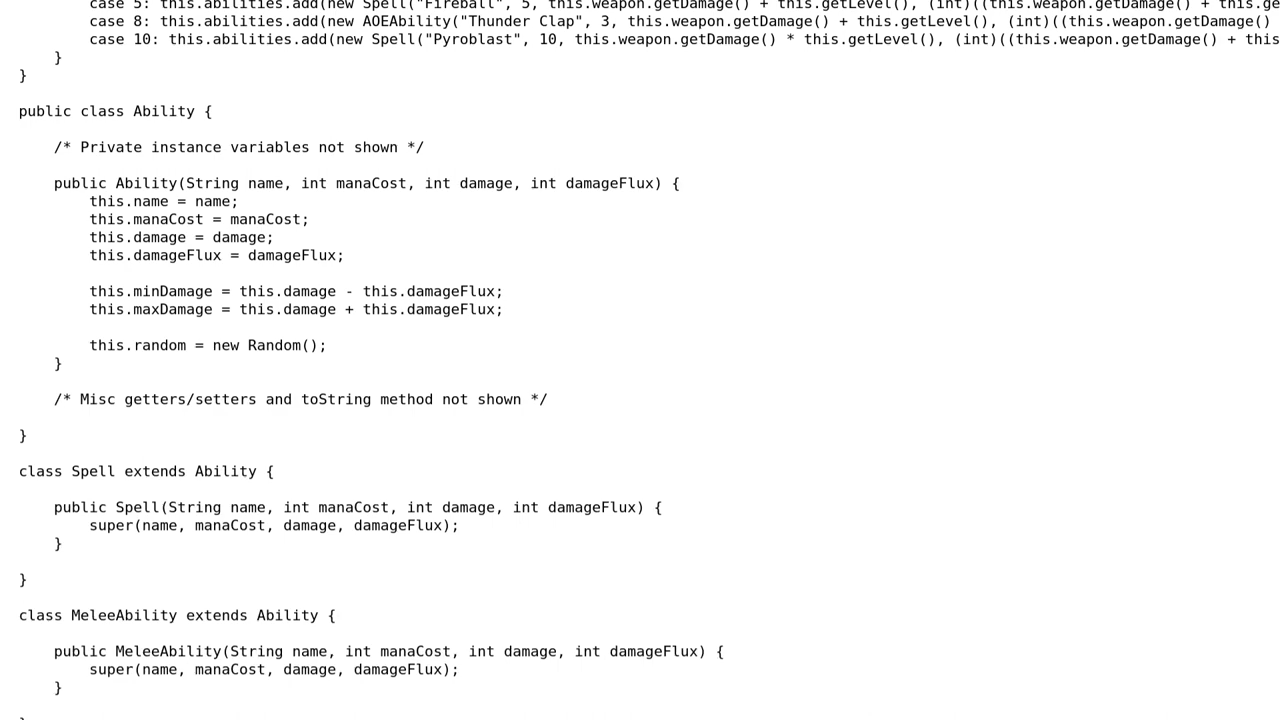 case 5: this.abilities.add(new Spell("Fireball", 5, this.weapon.getDamage() + this.getLevel(), (int)((this.weapon.getDamage() + this.ge
case 8: this.abilities.add(new AOEAbility("Thunder Clap", 3, this.weapon.getDamage() + this.getLevel(), (int)((this.weapon.getDamage()
case 10: this.abilities.add(new Spell("Pyroblast", 10, this.weapon.getDamage() * this.getLevel(), (int)((this.weapon.getDamage() + this
}
}
public class Ability {
/* Private instance variables not shown */
public Ability(String name, int manaCost, int damage, int damageFlux) {
this.name = name;
this.manaCost = manaCost;
this.damage = damage;
this.damageFlux = damageFlux;
this.minDamage = this.damage - this.damageFlux;
this.maxDamage = this.damage + this.damageFlux;
this.random = new Random();
}
/* Misc getters/setters and toString method not shown */
}
class Spell extends Ability {
public Spell(String name, int manaCost, int damage, int damageFlux) {
super(name, manaCost, damage, damageFlux);
}
}
class MeleeAbility extends Ability {
public MeleeAbility(String name, int manaCost, int damage, int damageFlux) {
super(name, manaCost, damage, damageFlux);
}
}